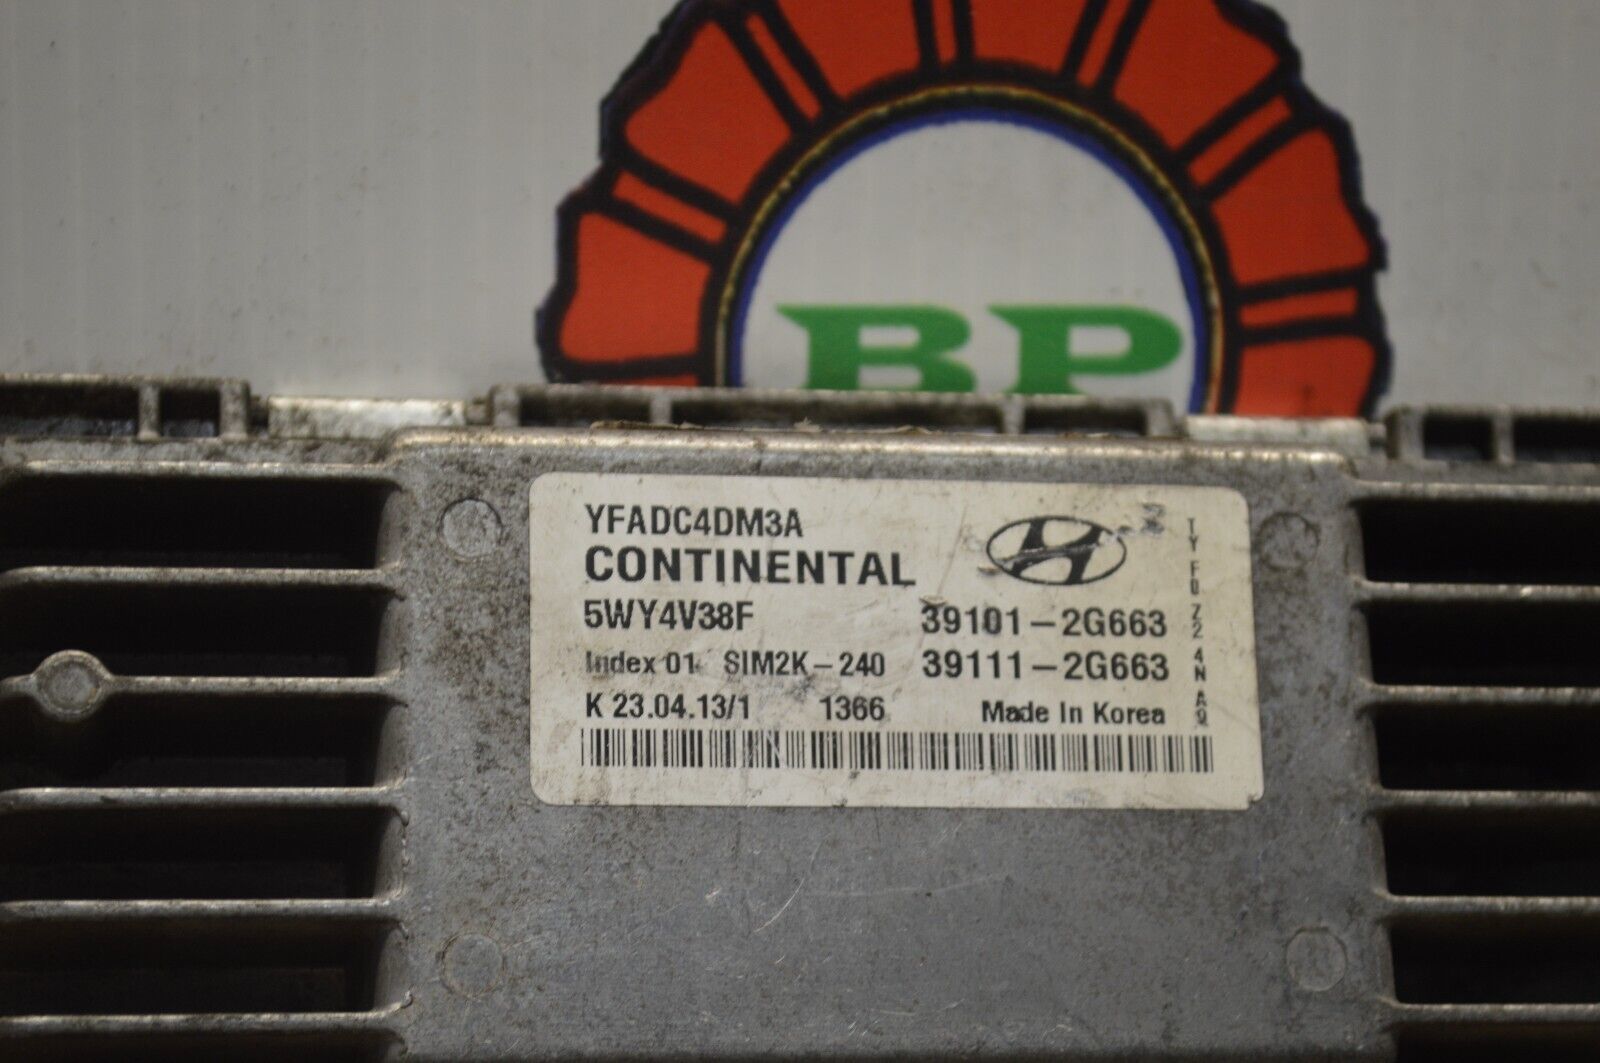 BP
YFADC4DM3A
CONTINENTAL
5WY4V38F 39101-2G663
Index 01 SIM2K-240 39111-2G663
K 23.04.13/1 1366 Made In Korea